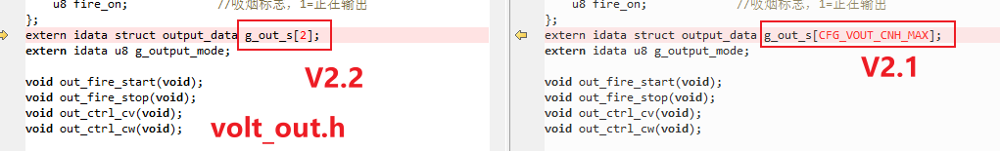 u8 fire_on; //吸烟标志，1=正在输出
};
extern idata struct output_data g_out_s[2];
extern idata u8 g_output_mode;
V2.2
void out_fire_start(void);
void out_fire_stop(void);
void out_ctrl_cv(void);
void out_ctrl_cw(void);
volt_out.h
u8 fire_on; //吸烟标志，1=正在输出
};
extern idata struct output_data g_out_s[CFG_VOUT_CNH_MAX];
extern idata u8 g_output_mode;
V2.1
void out_fire_start(void);
void out_fire_stop(void);
void out_ctrl_cv(void);
void out_ctrl_cw(void);